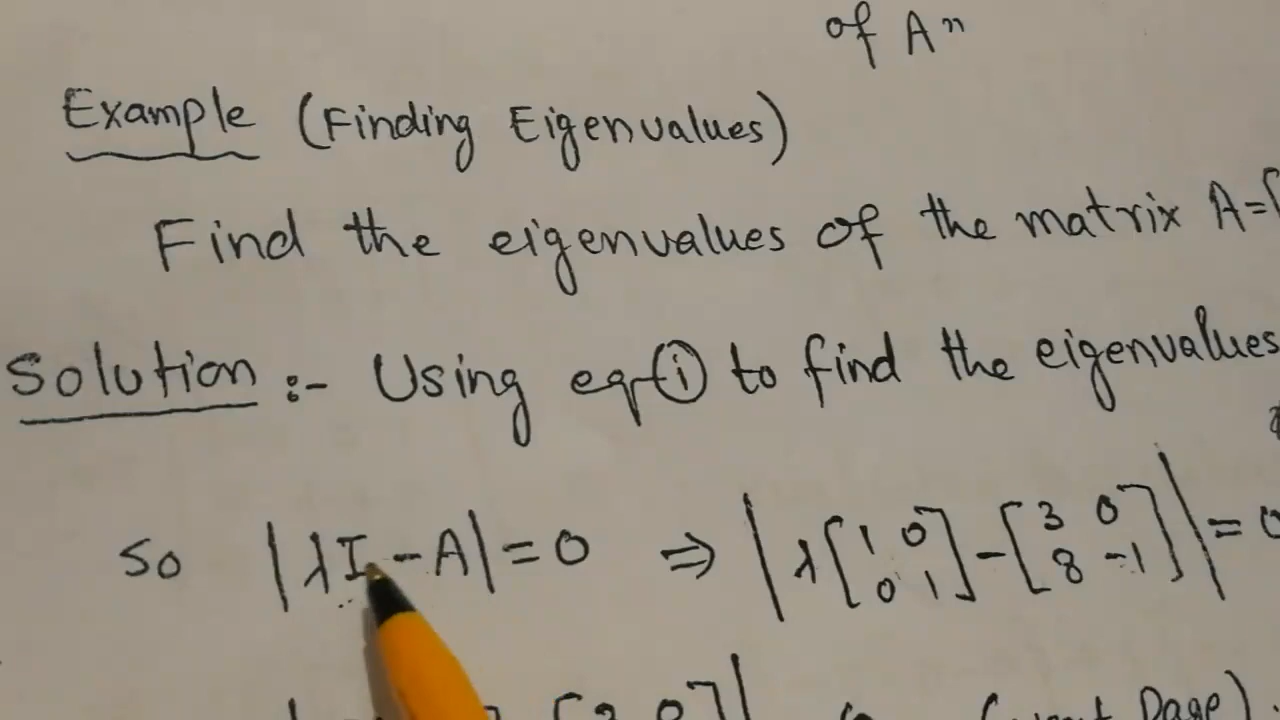 of A"
Example (Finding Eigenvalues)
Find the eigenvalues of the matrix A=[
Solution :- Using eq (i) to find the eigenvalues
So |λI-A|=0 ⇒ |λ[1 0 0 1]-[3 0 8 -1]|=0
Page).